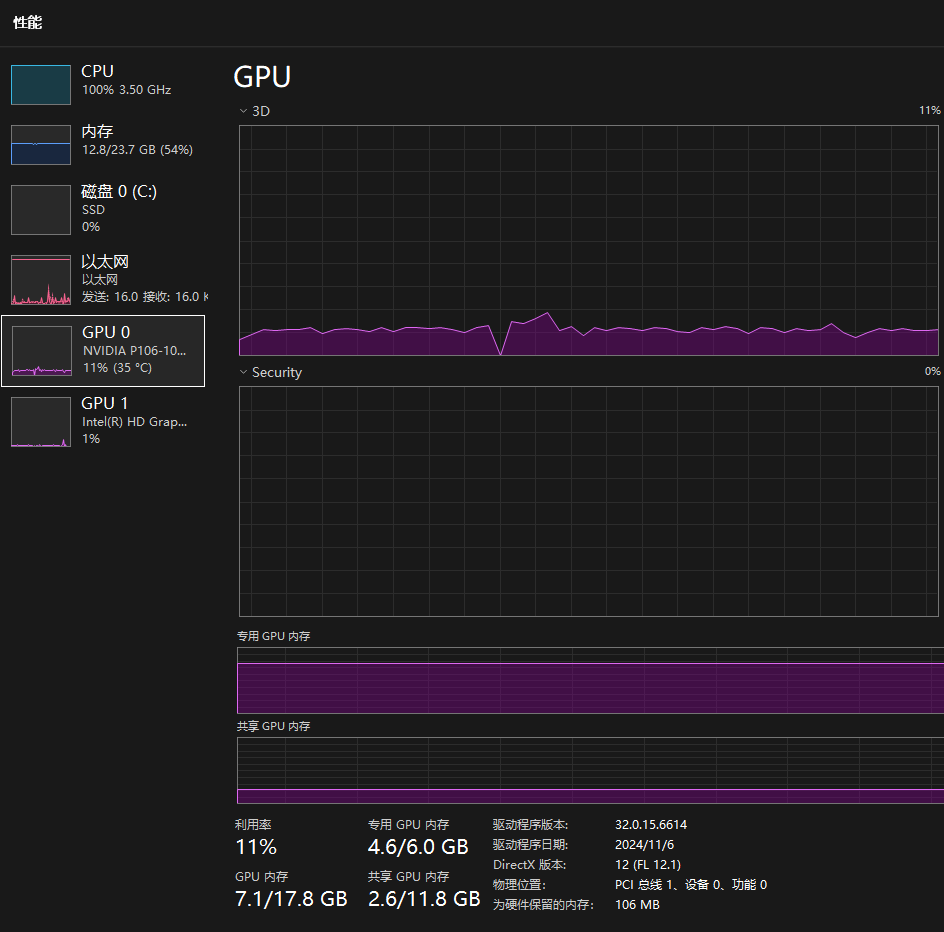 性能
CPU
100% 3.50 GHz
内存
12.8/23.7 GB (54%)
磁盘 0 (C:)
SSD
0%
以太网
以太网
发送: 16.0 接收: 16.0 K
GPU 0
NVIDIA P106-10...
11% (35 °C)
GPU 1
Intel(R) HD Grap...
1%
GPU
3D
11%
Security
0%
专用 GPU 内存
共享 GPU 内存
利用率
11%
专用 GPU 内存
4.6/6.0 GB
GPU 内存
7.1/17.8 GB
共享 GPU 内存
2.6/11.8 GB
驱动程序版本: 32.0.15.6614
驱动程序日期: 2024/11/6
DirectX 版本: 12 (FL 12.1)
物理位置: PCI 总线 1、设备 0、功能 0
为硬件保留的内存: 106 MB